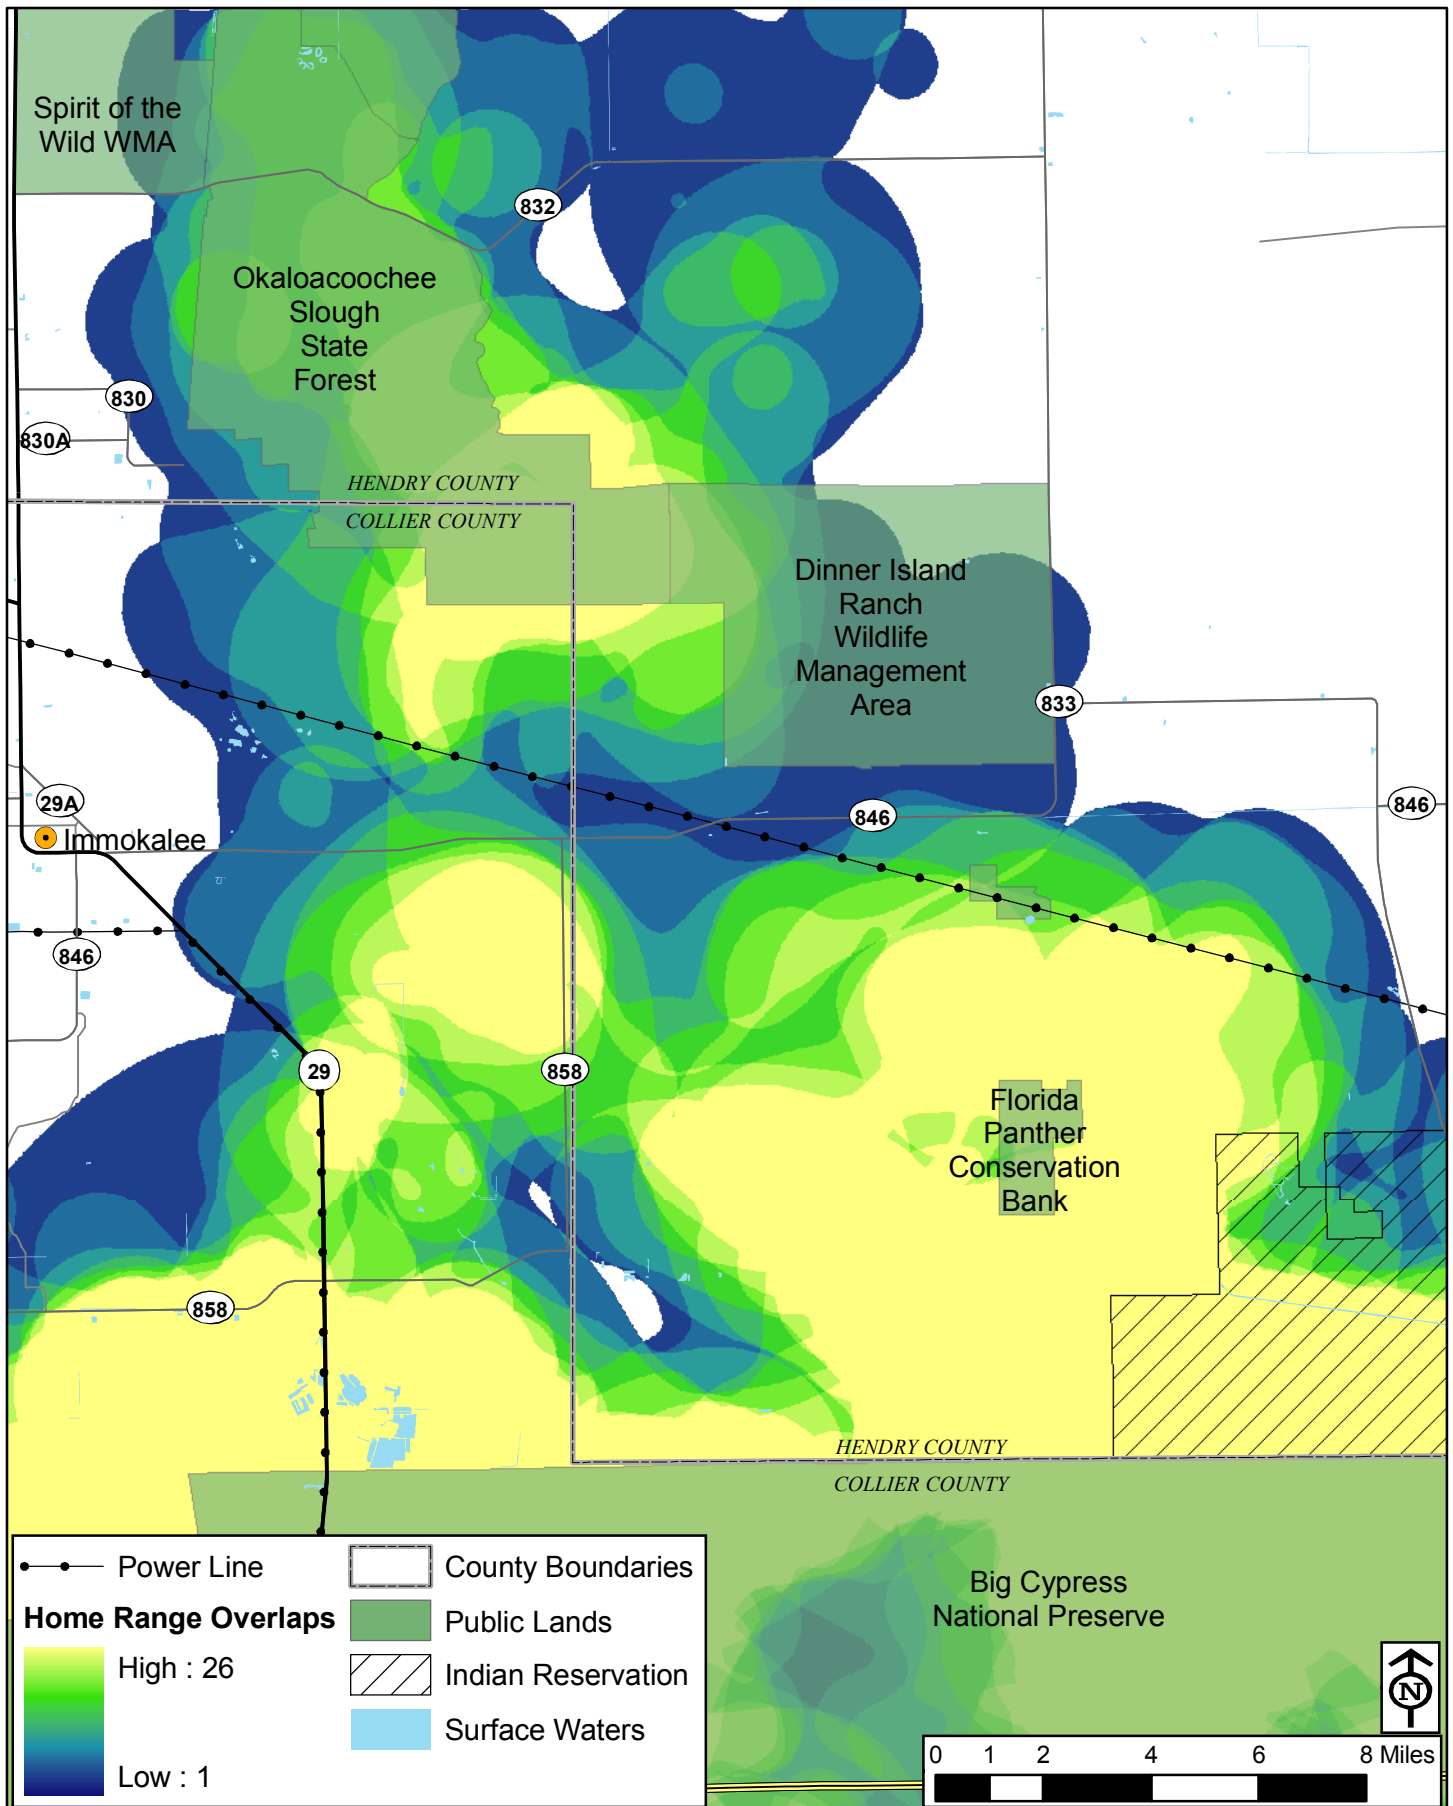 Spirit of the
Wild WMA
832
Okaloacoochee
Slough
State
Forest
830
830A
HENDRY COUNTY
COLLIER COUNTY
Dinner Island
Ranch
Wildlife
Management
Area
833
29A
Immokalee
846
846
846
29
858
Florida
Panther
Conservation
Bank
858
HENDRY COUNTY
COLLIER COUNTY
Big Cypress
National Preserve
Power Line
Home Range Overlaps
High : 26
Low : 1
County Boundaries
Public Lands
Indian Reservation
Surface Waters
N
0 1 2 4 6 8 Miles